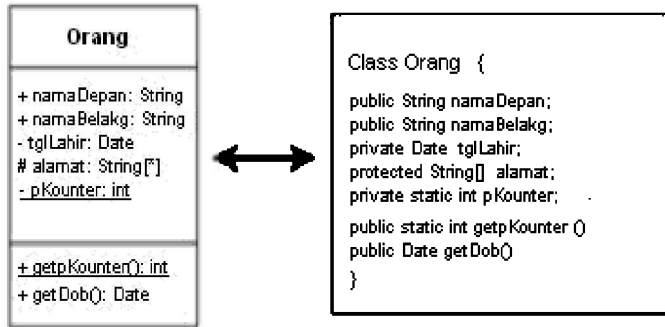 Orang
+ namaDepan: String
+ namaBelakg: String
- tglLahir: Date
# alamat: String[*]
- pKounter: int
+ getpKounter(): int
+ getDob(): Date
Class Orang {
public String namaDepan;
public String namaBelakg;
private Date tglLahir;
protected String[] alamat;
private static int pKounter;
public static int getpKounter ()
public Date getDob()
}